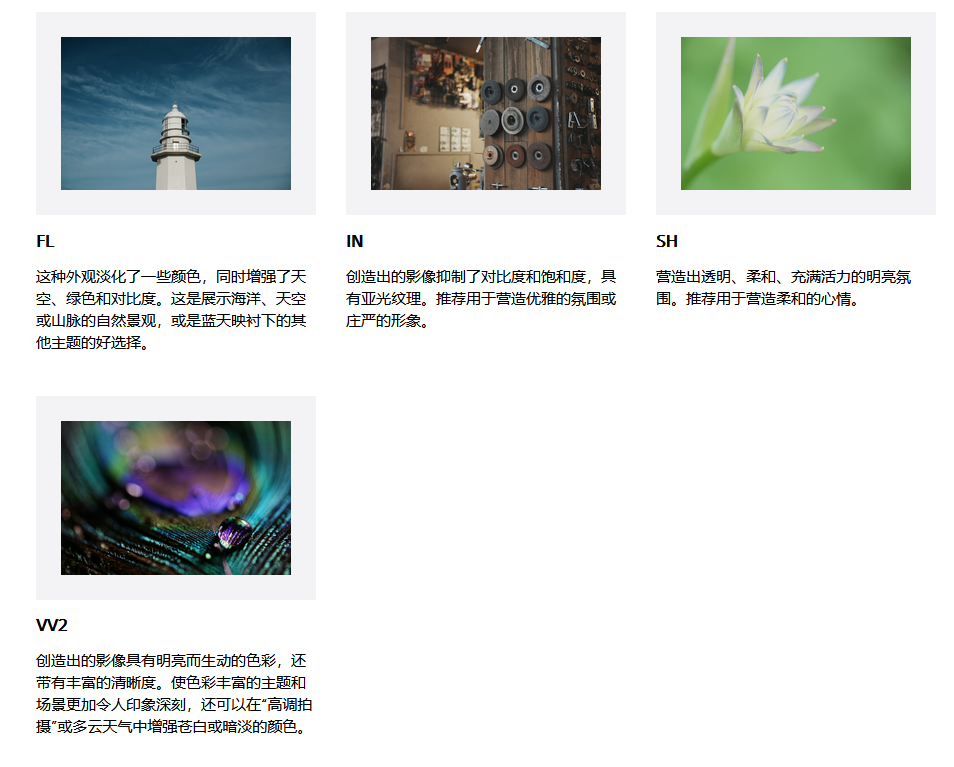 FL
这种外观淡化了一些颜色，同时增强了天
空、绿色和对比度。这是展示海洋、天空
或山脉的自然景观，或是蓝天映衬下的其
他主题的好选择。
IN
创造出的影像抑制了对比度和饱和度，具
有亚光纹理。推荐用于营造优雅的氛围或
庄严的形象。
SH
营造出透明、柔和、充满活力的明亮氛
围。推荐用于营造柔和的心情。
VV2
创造出的影像具有明亮而生动的色彩，还
带有丰富的清晰度。使色彩丰富的主题和
场景更加令人印象深刻，还可以在“高调拍
摄”或多云天气中增强苍白或暗淡的颜色。